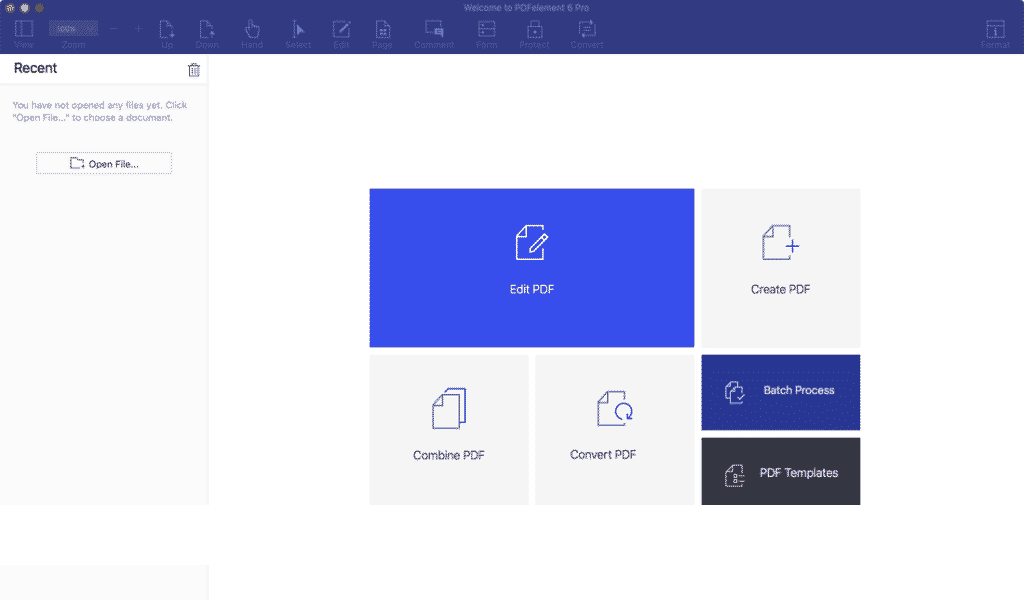 Welcome to PDFelement 6 Pro
100%
View Zoom Up Down Hand Select Edit Page Comment Form Protect Convert Format
Recent
You have not opened any files yet. Click
"Open File..." to choose a document.
Open File...
Edit PDF
Create PDF
Combine PDF
Convert PDF
Batch Process
PDF Templates